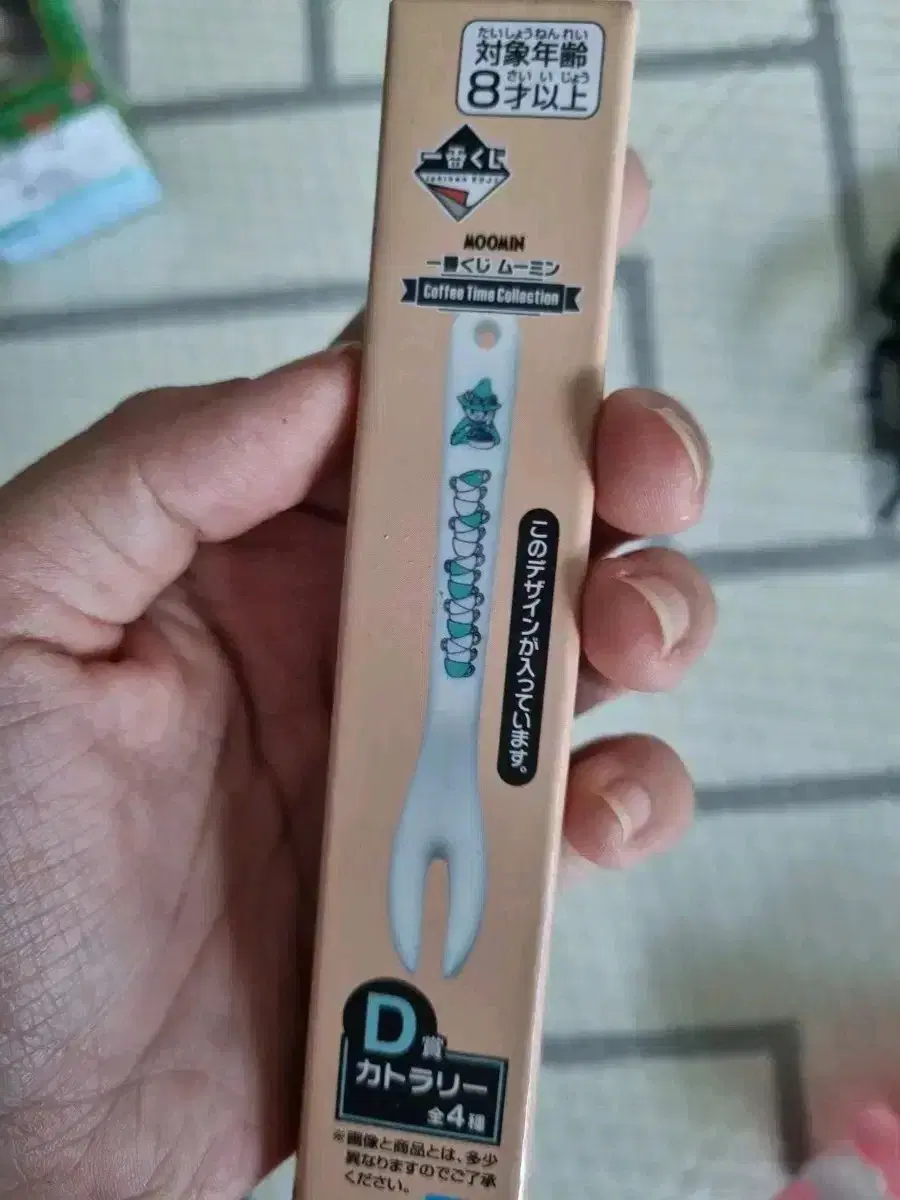 たいしょうねんれい
対象年齢
さいいじょう
8才以上
一番くじ
ICHIBAN KUJI
MOOMIN
一番くじ ムーミン
Coffee Time Collection
このデザインが入っています。
D賞
カトラリー
全4種
※画像と商品とは、多少
異なりますのでご了承
ください。